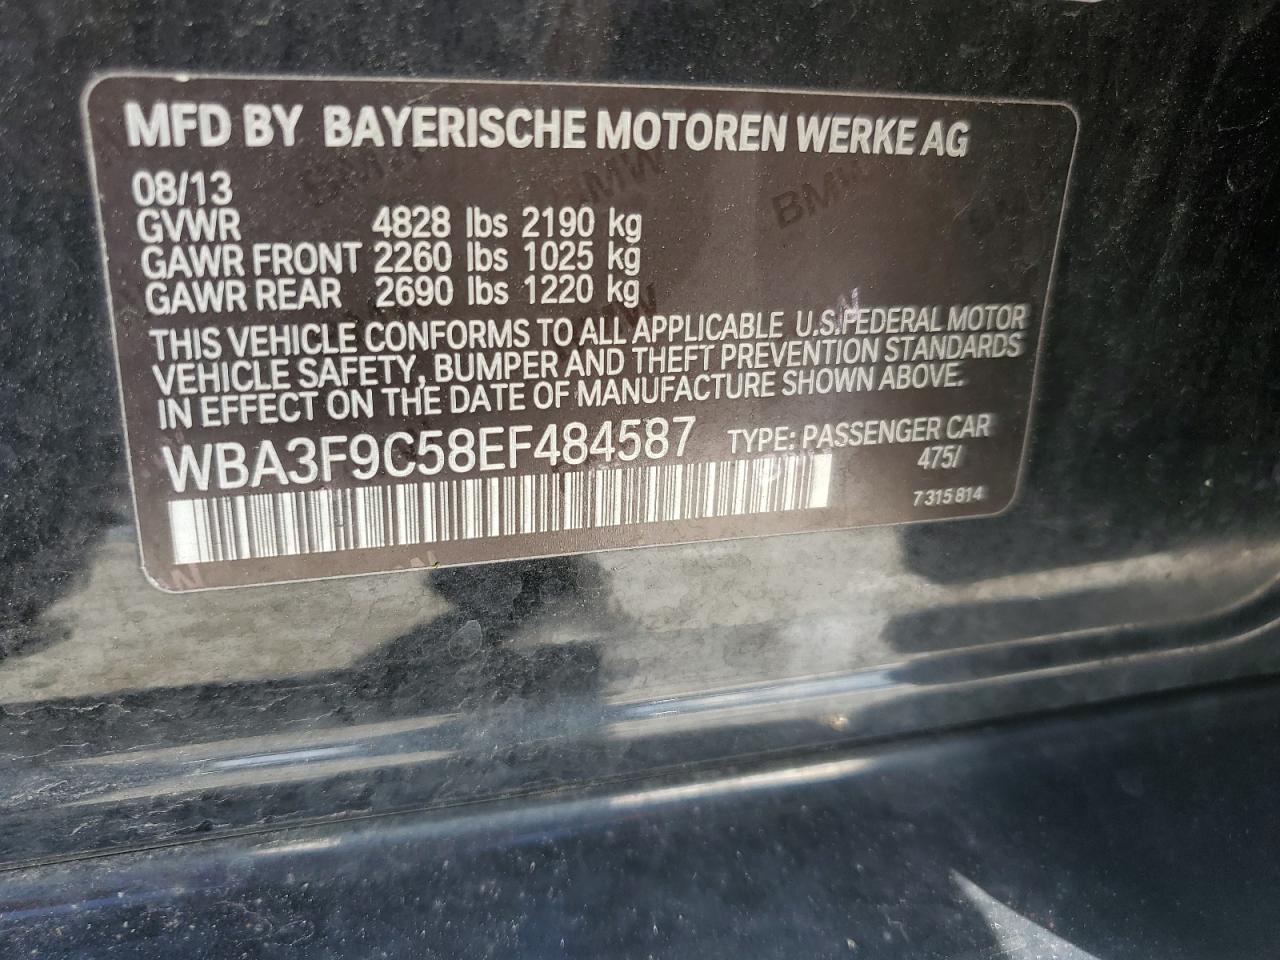 MFD BY BAYERISCHE MOTOREN WERKE AG
08/13
GVWR 4828 lbs 2190 kg
GAWR FRONT 2260 lbs 1025 kg
GAWR REAR 2690 lbs 1220 kg
THIS VEHICLE CONFORMS TO ALL APPLICABLE U.S.FEDERAL MOTOR
VEHICLE SAFETY, BUMPER AND THEFT PREVENTION STANDARDS
IN EFFECT ON THE DATE OF MANUFACTURE SHOWN ABOVE.
WBA3F9C58EF484587 TYPE: PASSENGER CAR
475/
7 315 814
BMW